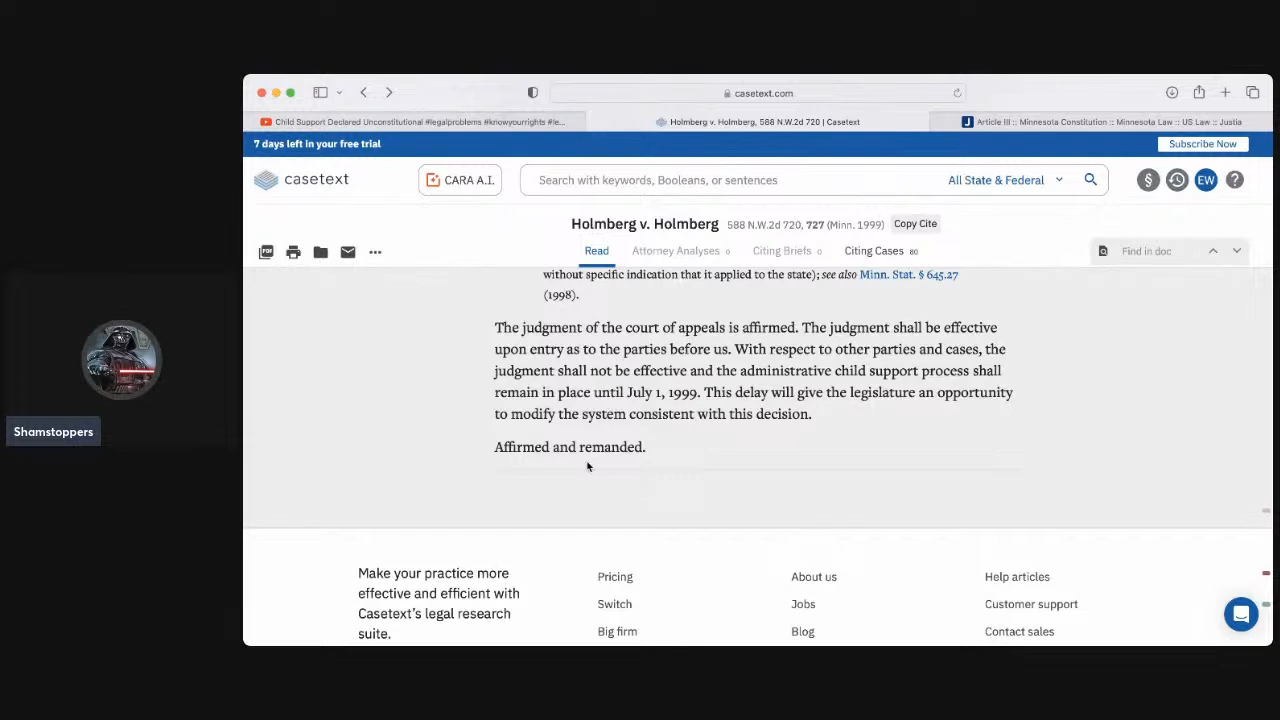 casetext.com
Child Support Declared Unconstitutional #legalproblems #knowyourrights #le...
Holmberg v. Holmberg, 588 N.W.2d 720 | Casetext
J Article III :: Minnesota Constitution :: Minnesota Law :: US Law :: Justia
7 days left in your free trial
Subscribe Now
casetext
CARA A.I.
Search with keywords, Booleans, or sentences
All State & Federal
§
EW
?
Holmberg v. Holmberg 588 N.W.2d 720, 727 (Minn. 1999) Copy Cite
PDF
Read
Attorney Analyses 0
Citing Briefs 0
Citing Cases 80
Find in doc
without specific indication that it applied to the state); see also Minn. Stat. § 645.27
(1998).
The judgment of the court of appeals is affirmed. The judgment shall be effective
upon entry as to the parties before us. With respect to other parties and cases, the
judgment shall not be effective and the administrative child support process shall
remain in place until July 1, 1999. This delay will give the legislature an opportunity
to modify the system consistent with this decision.
Affirmed and remanded.
Shamstoppers
Make your practice more
effective and efficient with
Casetext's legal research
suite.
Pricing
Switch
Big firm
About us
Jobs
Blog
Help articles
Customer support
Contact sales